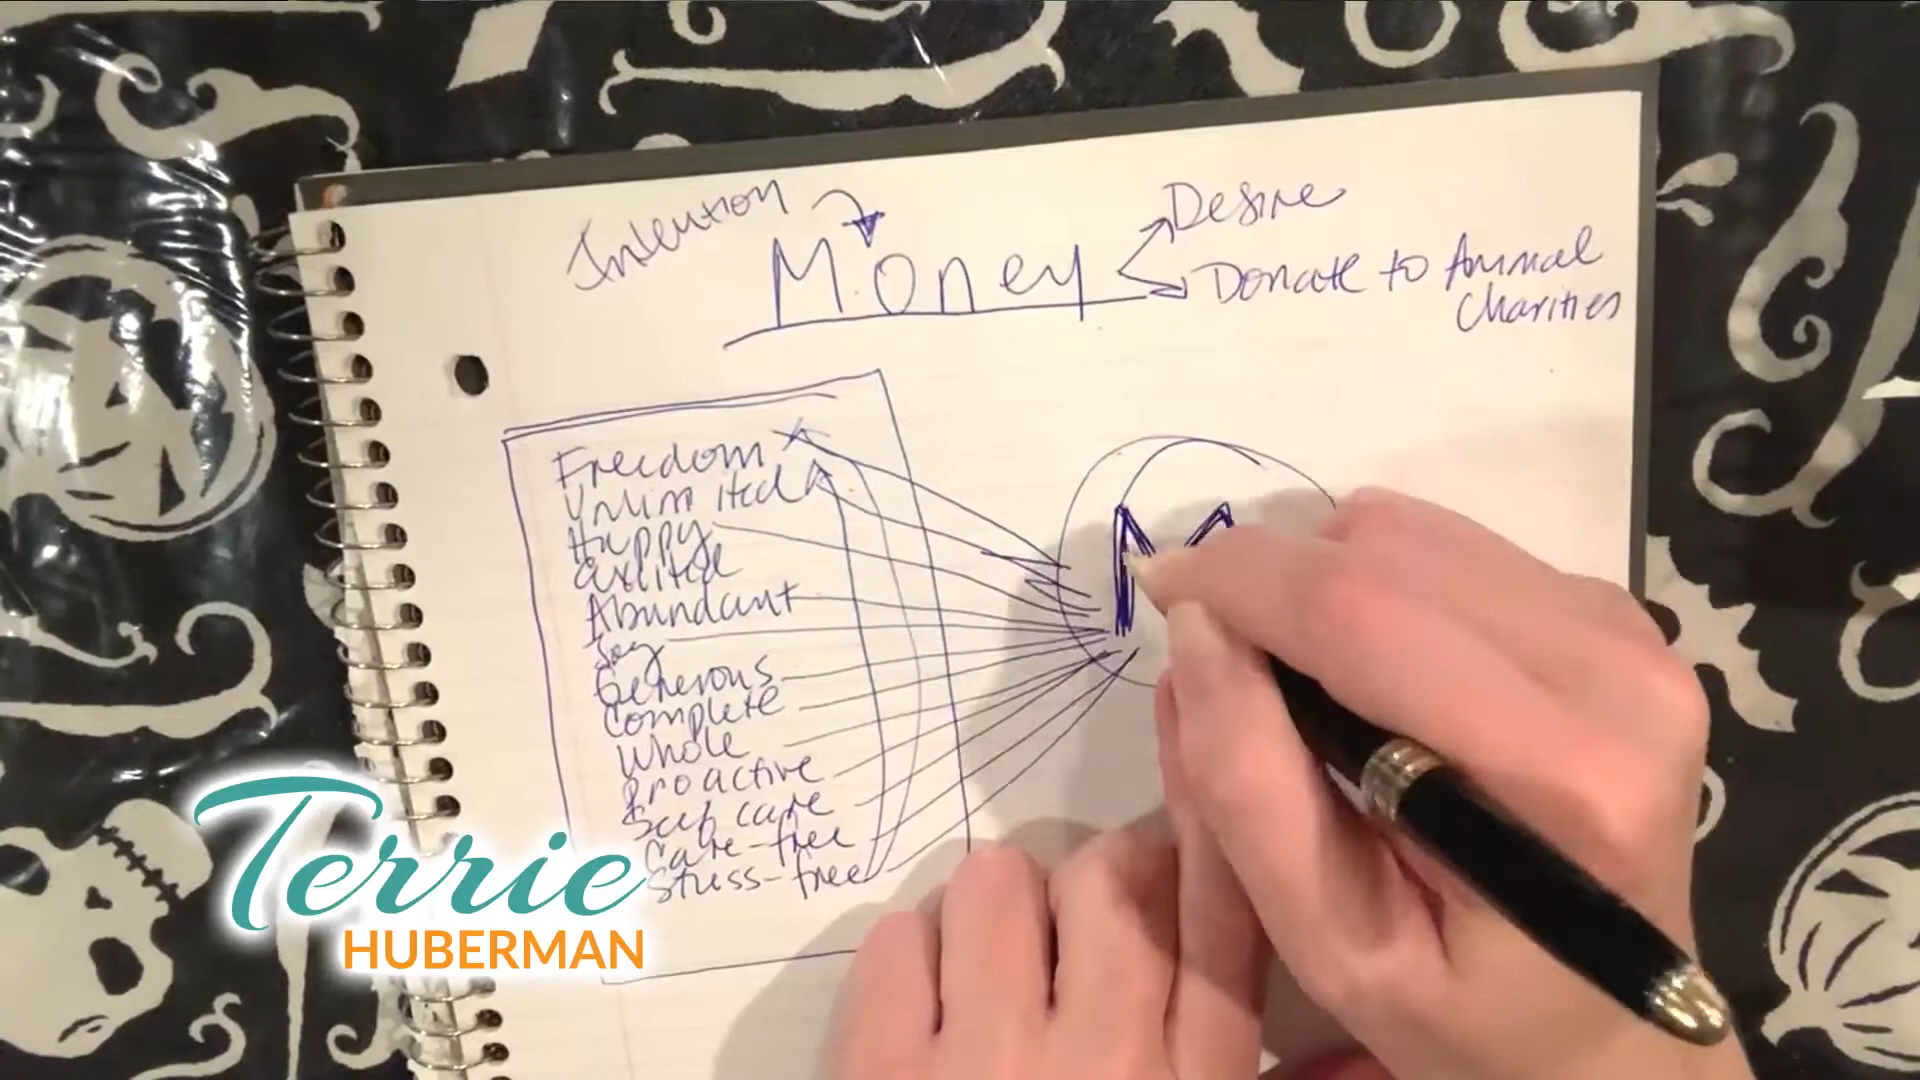 Intention
Money
Desire
Donate to Animal
Charities
Freedom
Unlimited
Happy
Excited
Abundant
Joy
Generous
Complete
Whole
Proactive
Self care
Care-free
Stress-free
M
Terrie
HUBERMAN